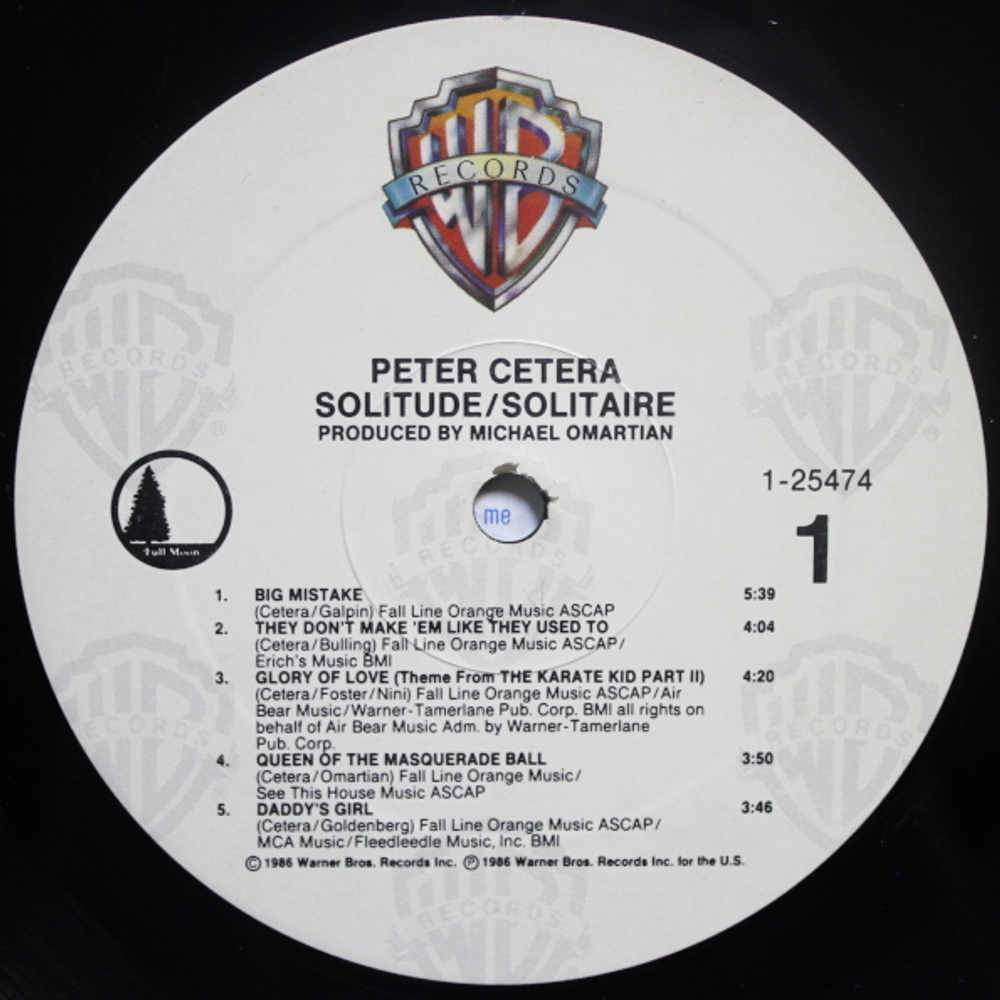 RECORDS
PETER CETERA
SOLITUDE/SOLITAIRE
PRODUCED BY MICHAEL OMARTIAN
1-25474
1
me
Full Moon
1. BIG MISTAKE 5:39
(Cetera/Galpin) Fall Line Orange Music ASCAP
2. THEY DON'T MAKE 'EM LIKE THEY USED TO 4:04
(Cetera/Bulling) Fall Line Orange Music ASCAP/
Erich's Music BMI
3. GLORY OF LOVE (Theme From THE KARATE KID PART II) 4:20
(Cetera/Foster/Nini) Fall Line Orange Music ASCAP/Air
Bear Music/Warner-Tamerlane Pub. Corp. BMI all rights on
behalf of Air Bear Music Adm. by Warner-Tamerlane
Pub. Corp.
4. QUEEN OF THE MASQUERADE BALL 3:50
(Cetera/Omartian) Fall Line Orange Music/
See This House Music ASCAP
5. DADDY'S GIRL 3:46
(Cetera/Goldenberg) Fall Line Orange Music ASCAP/
MCA Music/Fleedleedle Music, Inc. BMI
© 1986 Warner Bros. Records Inc. ℗ 1986 Warner Bros. Records Inc. for the U.S.